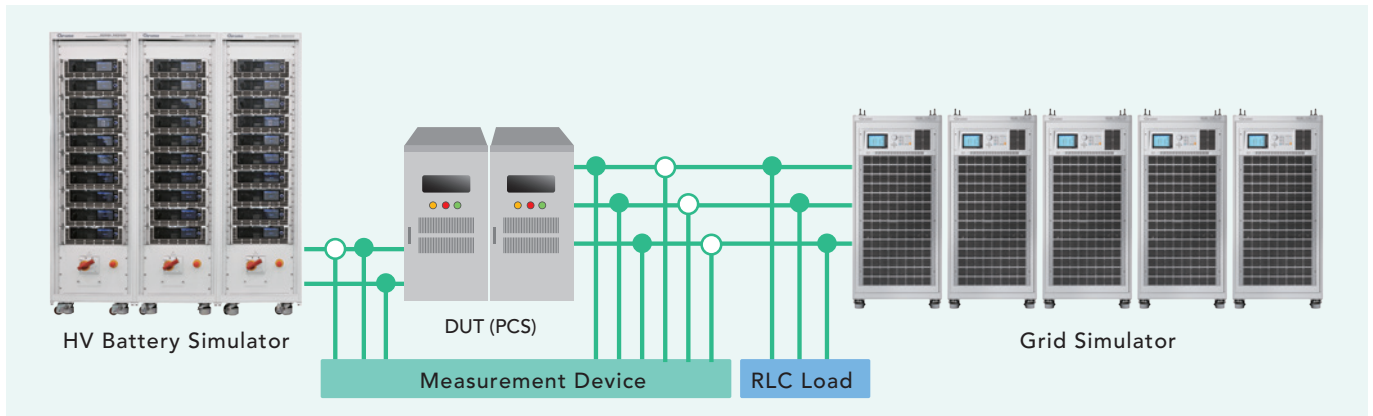 HV Battery Simulator
DUT (PCS)
Grid Simulator
Measurement Device
RLC Load